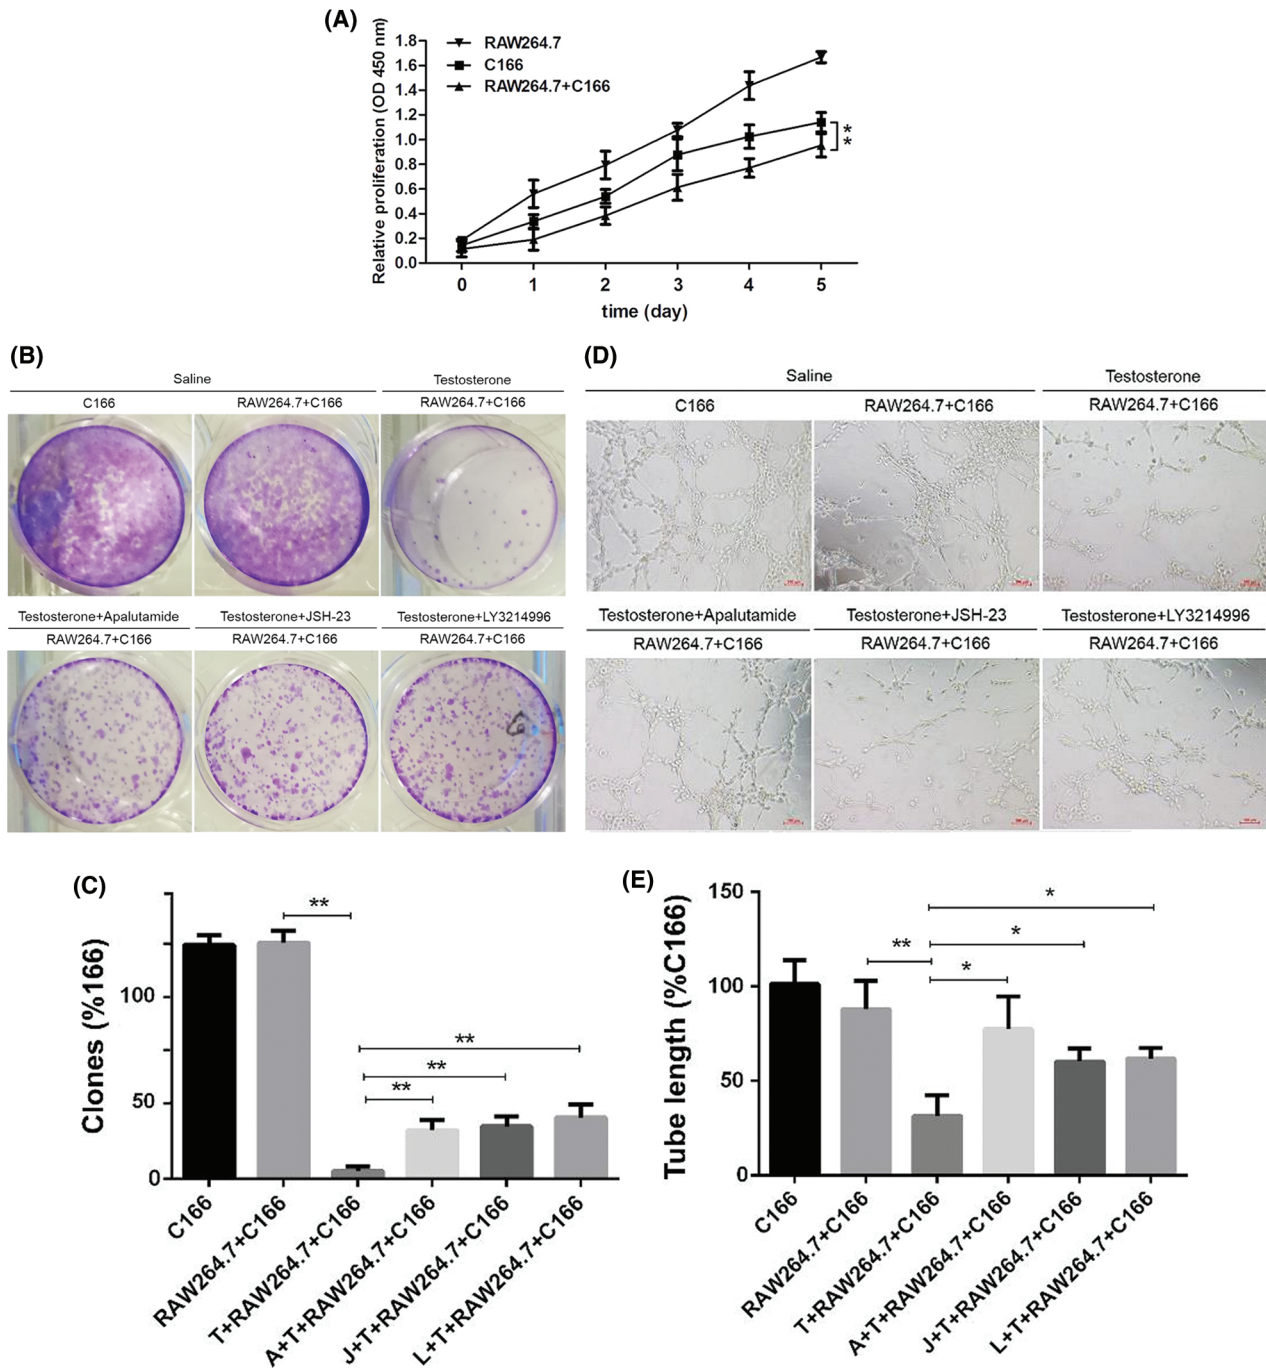 (A)
1.8
1.6
1.4
1.2
1.0
0.8
0.6
0.4
0.2
0.0
Relative proliferation (OD 450 nm)
RAW264.7
C166
RAW264.7+C166
**
0 1 2 3 4 5
time (day)
(B)
Saline Testosterone
C166 RAW264.7+C166 RAW264.7+C166
Testosterone+Apalutamide Testosterone+JSH-23 Testosterone+LY3214996
RAW264.7+C166 RAW264.7+C166 RAW264.7+C166
(D)
Saline Testosterone
C166 RAW264.7+C166 RAW264.7+C166
Testosterone+Apalutamide Testosterone+JSH-23 Testosterone+LY3214996
RAW264.7+C166 RAW264.7+C166 RAW264.7+C166
(C)
Clones (%166)
100
50
0
**
**
**
**
C166
RAW264.7+C166
T+RAW264.7+C166
A+T+RAW264.7+C166
J+T+RAW264.7+C166
L+T+RAW264.7+C166
(E)
Tube length (%C166)
150
100
50
0
*
*
**
*
C166
RAW264.7+C166
T+RAW264.7+C166
A+T+RAW264.7+C166
J+T+RAW264.7+C166
L+T+RAW264.7+C166